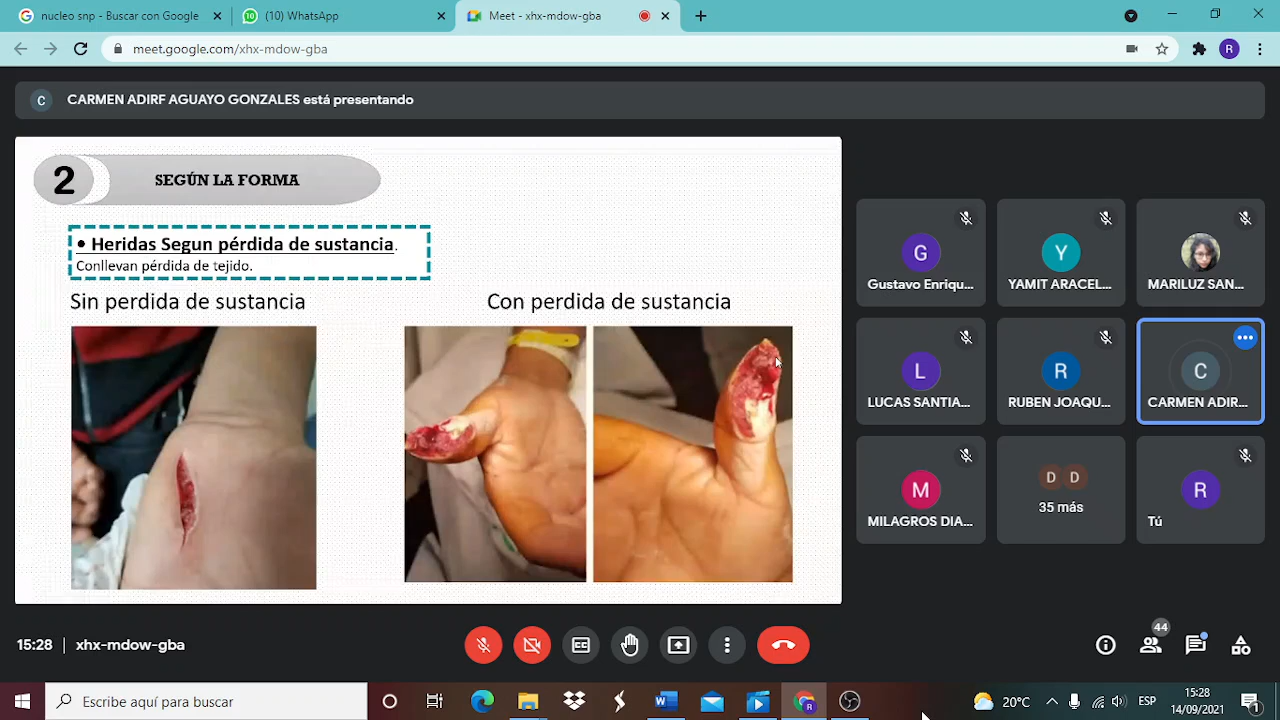 nucleo snp - Buscar con Google
(10) WhatsApp
Meet - xhx-mdow-gba
meet.google.com/xhx-mdow-gba
R
C
CARMEN ADIRF AGUAYO GONZALES está presentando
2
SEGÚN LA FORMA
• Heridas Segun pérdida de sustancia.
Conllevan pérdida de tejido.
Sin perdida de sustancia
Con perdida de sustancia
G
Gustavo Enriqu...
Y
YAMIT ARACEL...
MARILUZ SAN...
L
LUCAS SANTIA...
R
RUBEN JOAQU...
C
CARMEN ADIR...
M
MILAGROS DIA...
D D
35 más
R
Tú
15:28 | xhx-mdow-gba
CC
44
Escribe aquí para buscar
20°C
ESP
15:28
14/09/2021
1